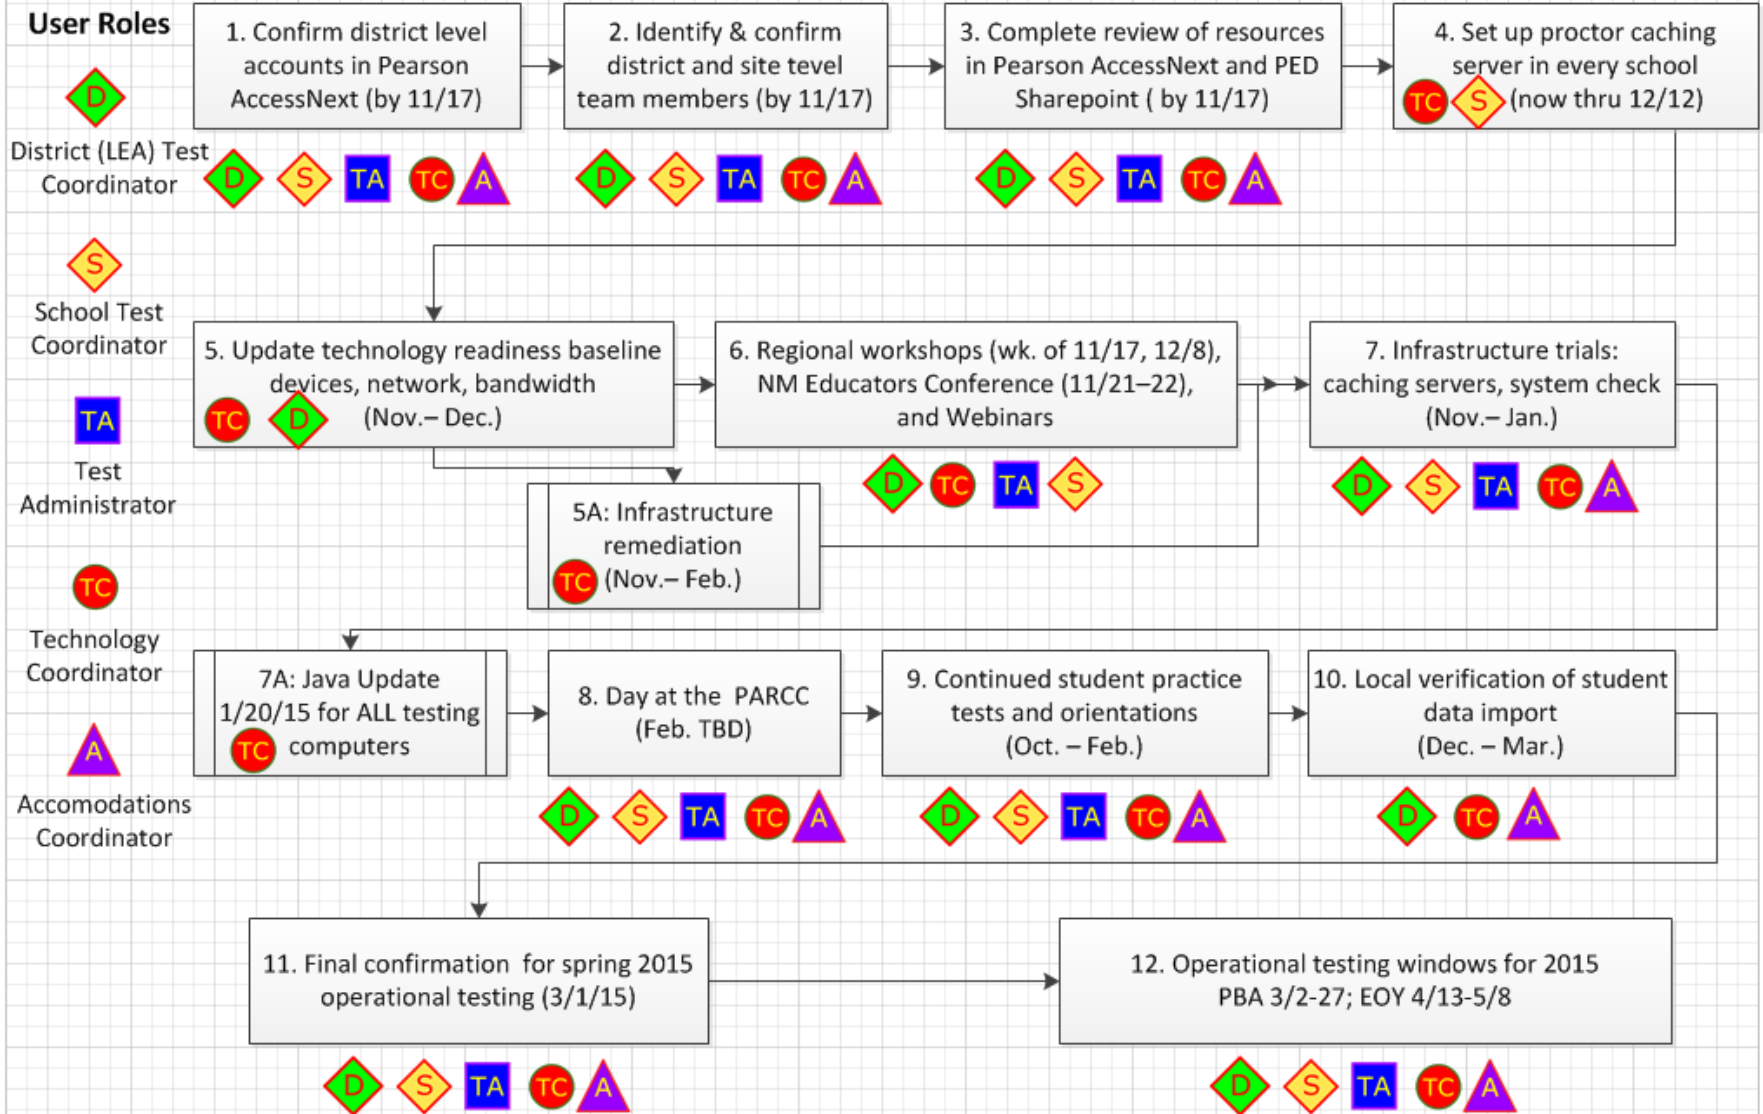 User Roles
D
District (LEA) Test
Coordinator
S
School Test
Coordinator
TA
Test
Administrator
TC
Technology
Coordinator
A
Accomodations
Coordinator
1. Confirm district level
accounts in Pearson
AccessNext (by 11/17)
D S TA TC A
2. Identify & confirm
district and site tevel
team members (by 11/17)
D S TA TC A
3. Complete review of resources
in Pearson AccessNext and PED
Sharepoint ( by 11/17)
D S TA TC A
4. Set up proctor caching
server in every school
TC S (now thru 12/12)
5. Update technology readiness baseline
devices, network, bandwidth
TC D (Nov.– Dec.)
5A: Infrastructure
remediation
TC (Nov.– Feb.)
6. Regional workshops (wk. of 11/17, 12/8),
NM Educators Conference (11/21–22),
and Webinars
D TC TA S
7. Infrastructure trials:
caching servers, system check
(Nov.– Jan.)
D S TA TC A
7A: Java Update
1/20/15 for ALL testing
TC computers
8. Day at the PARCC
(Feb. TBD)
D S TA TC A
9. Continued student practice
tests and orientations
(Oct. – Feb.)
D S TA TC A
10. Local verification of student
data import
(Dec. – Mar.)
D TC A
11. Final confirmation for spring 2015
operational testing (3/1/15)
D S TA TC A
12. Operational testing windows for 2015
PBA 3/2-27; EOY 4/13-5/8
D S TA TC A